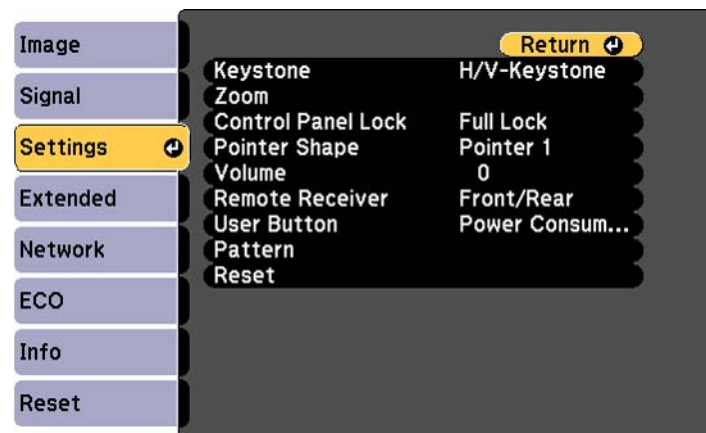 Image
Signal
Settings
Extended
Network
ECO
Info
Reset
Return
Keystone H/V-Keystone
Zoom
Control Panel Lock Full Lock
Pointer Shape Pointer 1
Volume 0
Remote Receiver Front/Rear
User Button Power Consum...
Pattern
Reset